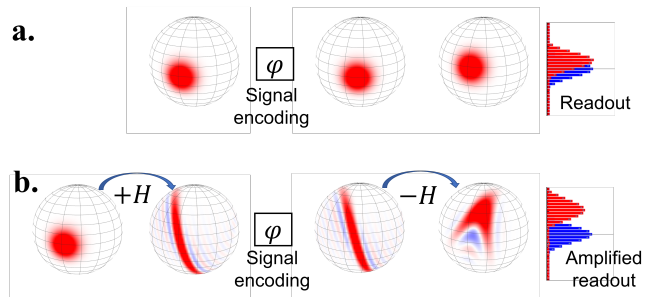 a.
φ
Signal
encoding
Readout
b.
+H
φ
Signal
encoding
−H
Amplified
readout